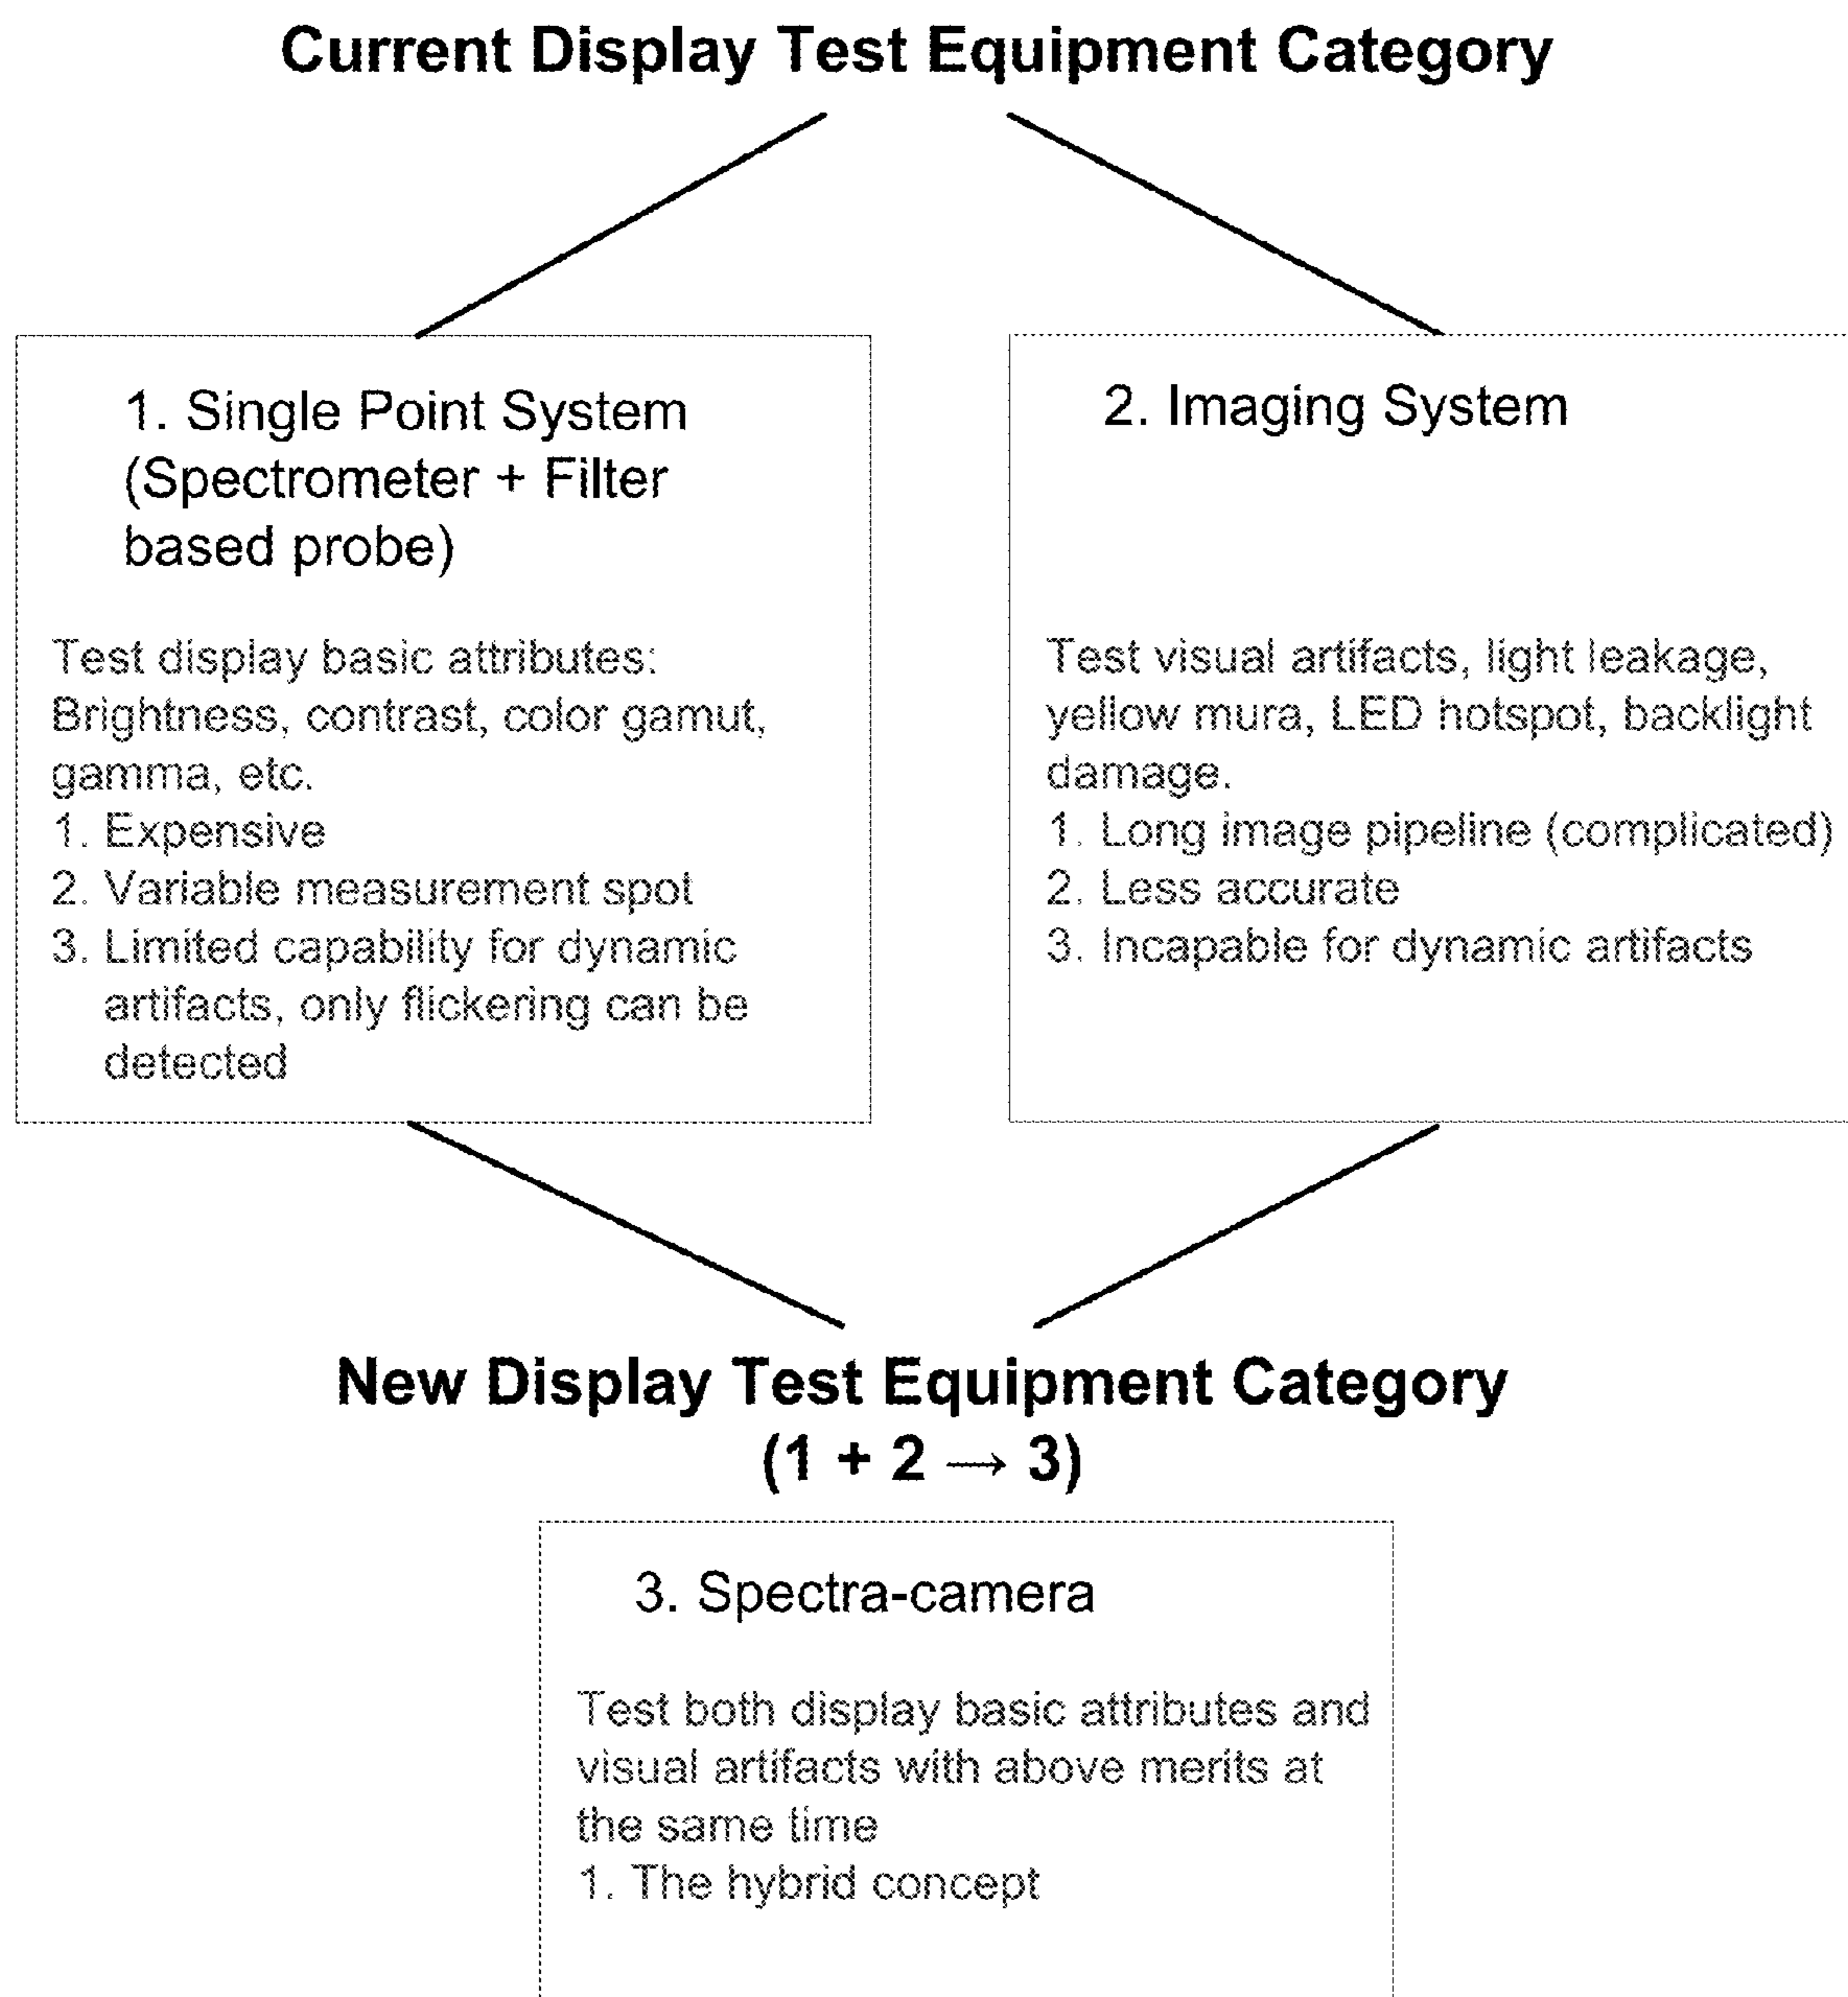 Current Display Test Equipment Category
1. Single Point System
(Spectrometer + Filter
based probe)
Test display basic attributes:
Brightness, contrast, color gamut,
gamma, etc.
1. Expensive
2. Variable measurement spot
3. Limited capability for dynamic
artifacts, only flickering can be
detected
2. Imaging System
Test visual artifacts, light leakage,
yellow mura, LED hotspot, backlight
damage.
1. Long image pipeline (complicated)
2. Less accurate
3. Incapable for dynamic artifacts
New Display Test Equipment Category
(1 + 2 → 3)
3. Spectra-camera
Test both display basic attributes and
visual artifacts with above merits at
the same time
1. The hybrid concept